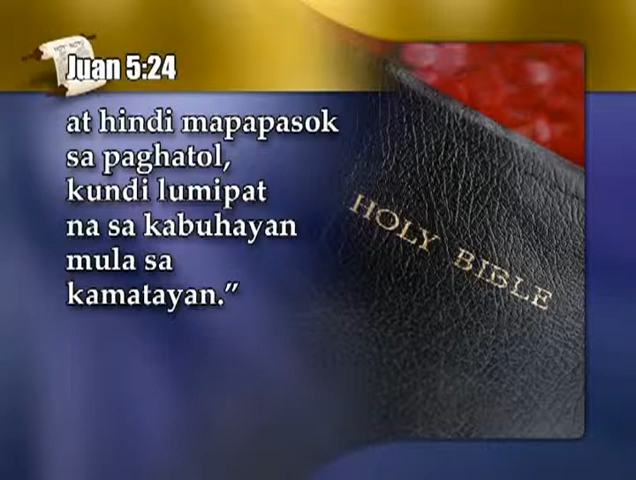 Juan 5:24
at hindi mapapasok
sa paghatol,
kundi lumipat
na sa kabuhayan
mula sa
kamatayan.”
HOLY BIBLE